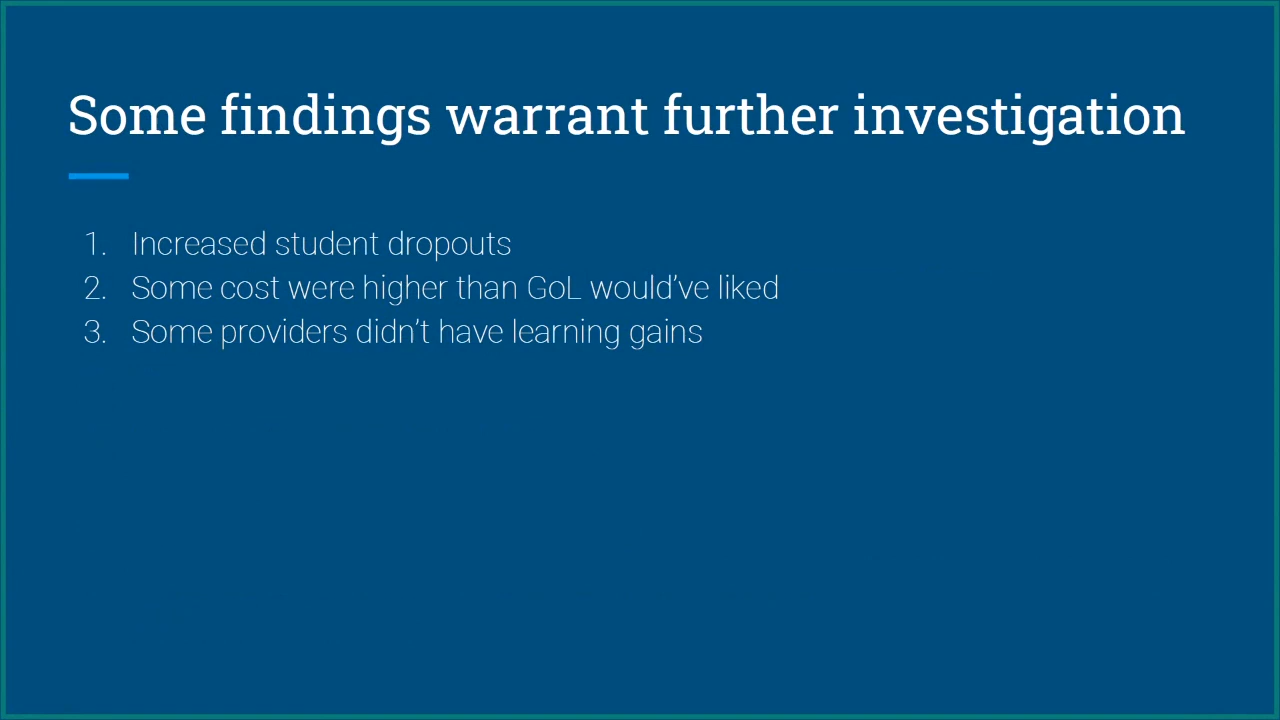 Some findings warrant further investigation
1. Increased student dropouts
2. Some cost were higher than GoL would’ve liked
3. Some providers didn’t have learning gains